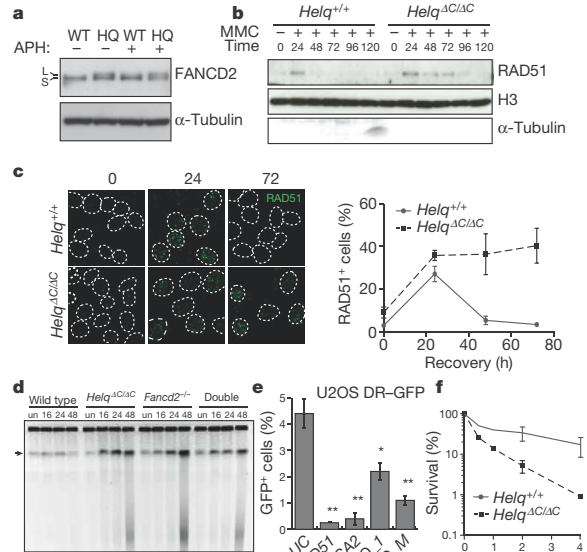 a
WT HQ WT HQ
APH: – – + +
L
S
FANCD2
α-Tubulin
b
Helq+/+ HelqΔC/ΔC
MMC – + + + + + – + + + + +
Time 0 24 48 72 96 120 0 24 48 72 96 120
RAD51
H3
α-Tubulin
c
0 24 72
RAD51
Helq+/+
HelqΔC/ΔC
RAD51+ cells (%)
60
40
20
0
Helq+/+
HelqΔC/ΔC
0 20 40 60 80
Recovery (h)
d
Wild type HelqΔC/ΔC Fancd2–/– Double
un 16 24 48 un 16 24 48 un 16 24 48 un 16 24 48
e
U2OS DR–GFP
GFP+ cells (%)
5
4
3
2
1
0
** ** * **
UC
f
Survival (%)
100
10
1
0.1
Helq+/+
HelqΔC/ΔC
0 2 4